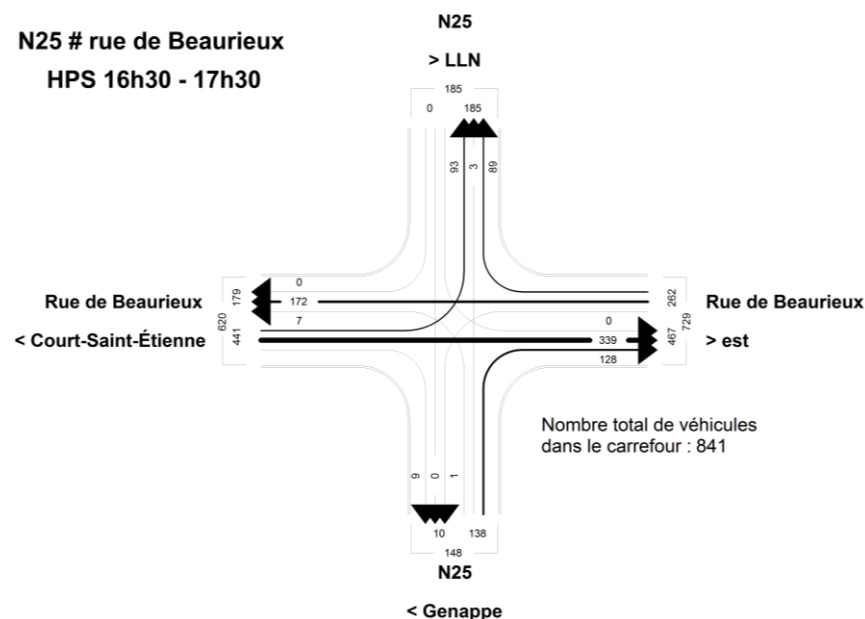 N25
N25 # rue de Beaurieux
> LLN
HPS 16h30 - 17h30
185
0 185
93 3 89
0
Rue de Beaurieux 179 172 262 Rue de Beaurieux
7 620 0 729
< Court-Saint-Étienne 441 339 467 > est
128
Nombre total de véhicules
dans le carrefour : 841
9 0 1
10 138
148
N25
< Genappe